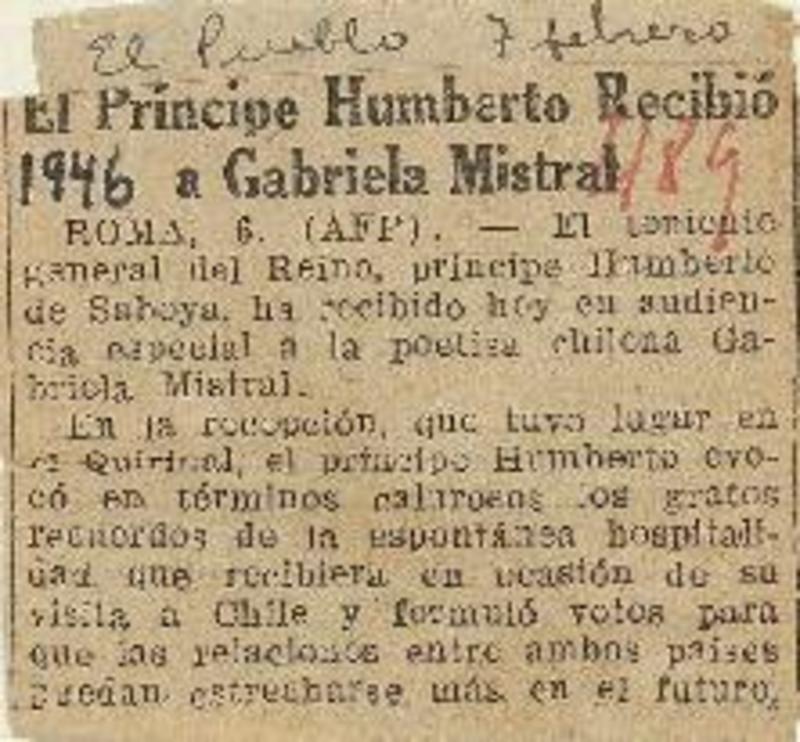 El Pueblo 7 febrero
El Príncipe Humberto Recibió
1946 a Gabriela Mistral 189
ROMA, 6. (AFP). — El teniente
general del Reino, príncipe Humberto
de Saboya, ha recibido hoy en audien-
cia especial a la poetisa chilena Ga-
briela Mistral.
En la recepción, que tuvo lugar en
el Quirinal, el príncipe Humberto evo-
có en términos calurosos los gratos
recuerdos de la espontánea hospitali-
dad que recibiera en ocasión de su
visita a Chile y formuló votos para
que las relaciones entre ambos países
puedan estrecharse más en el futuro.